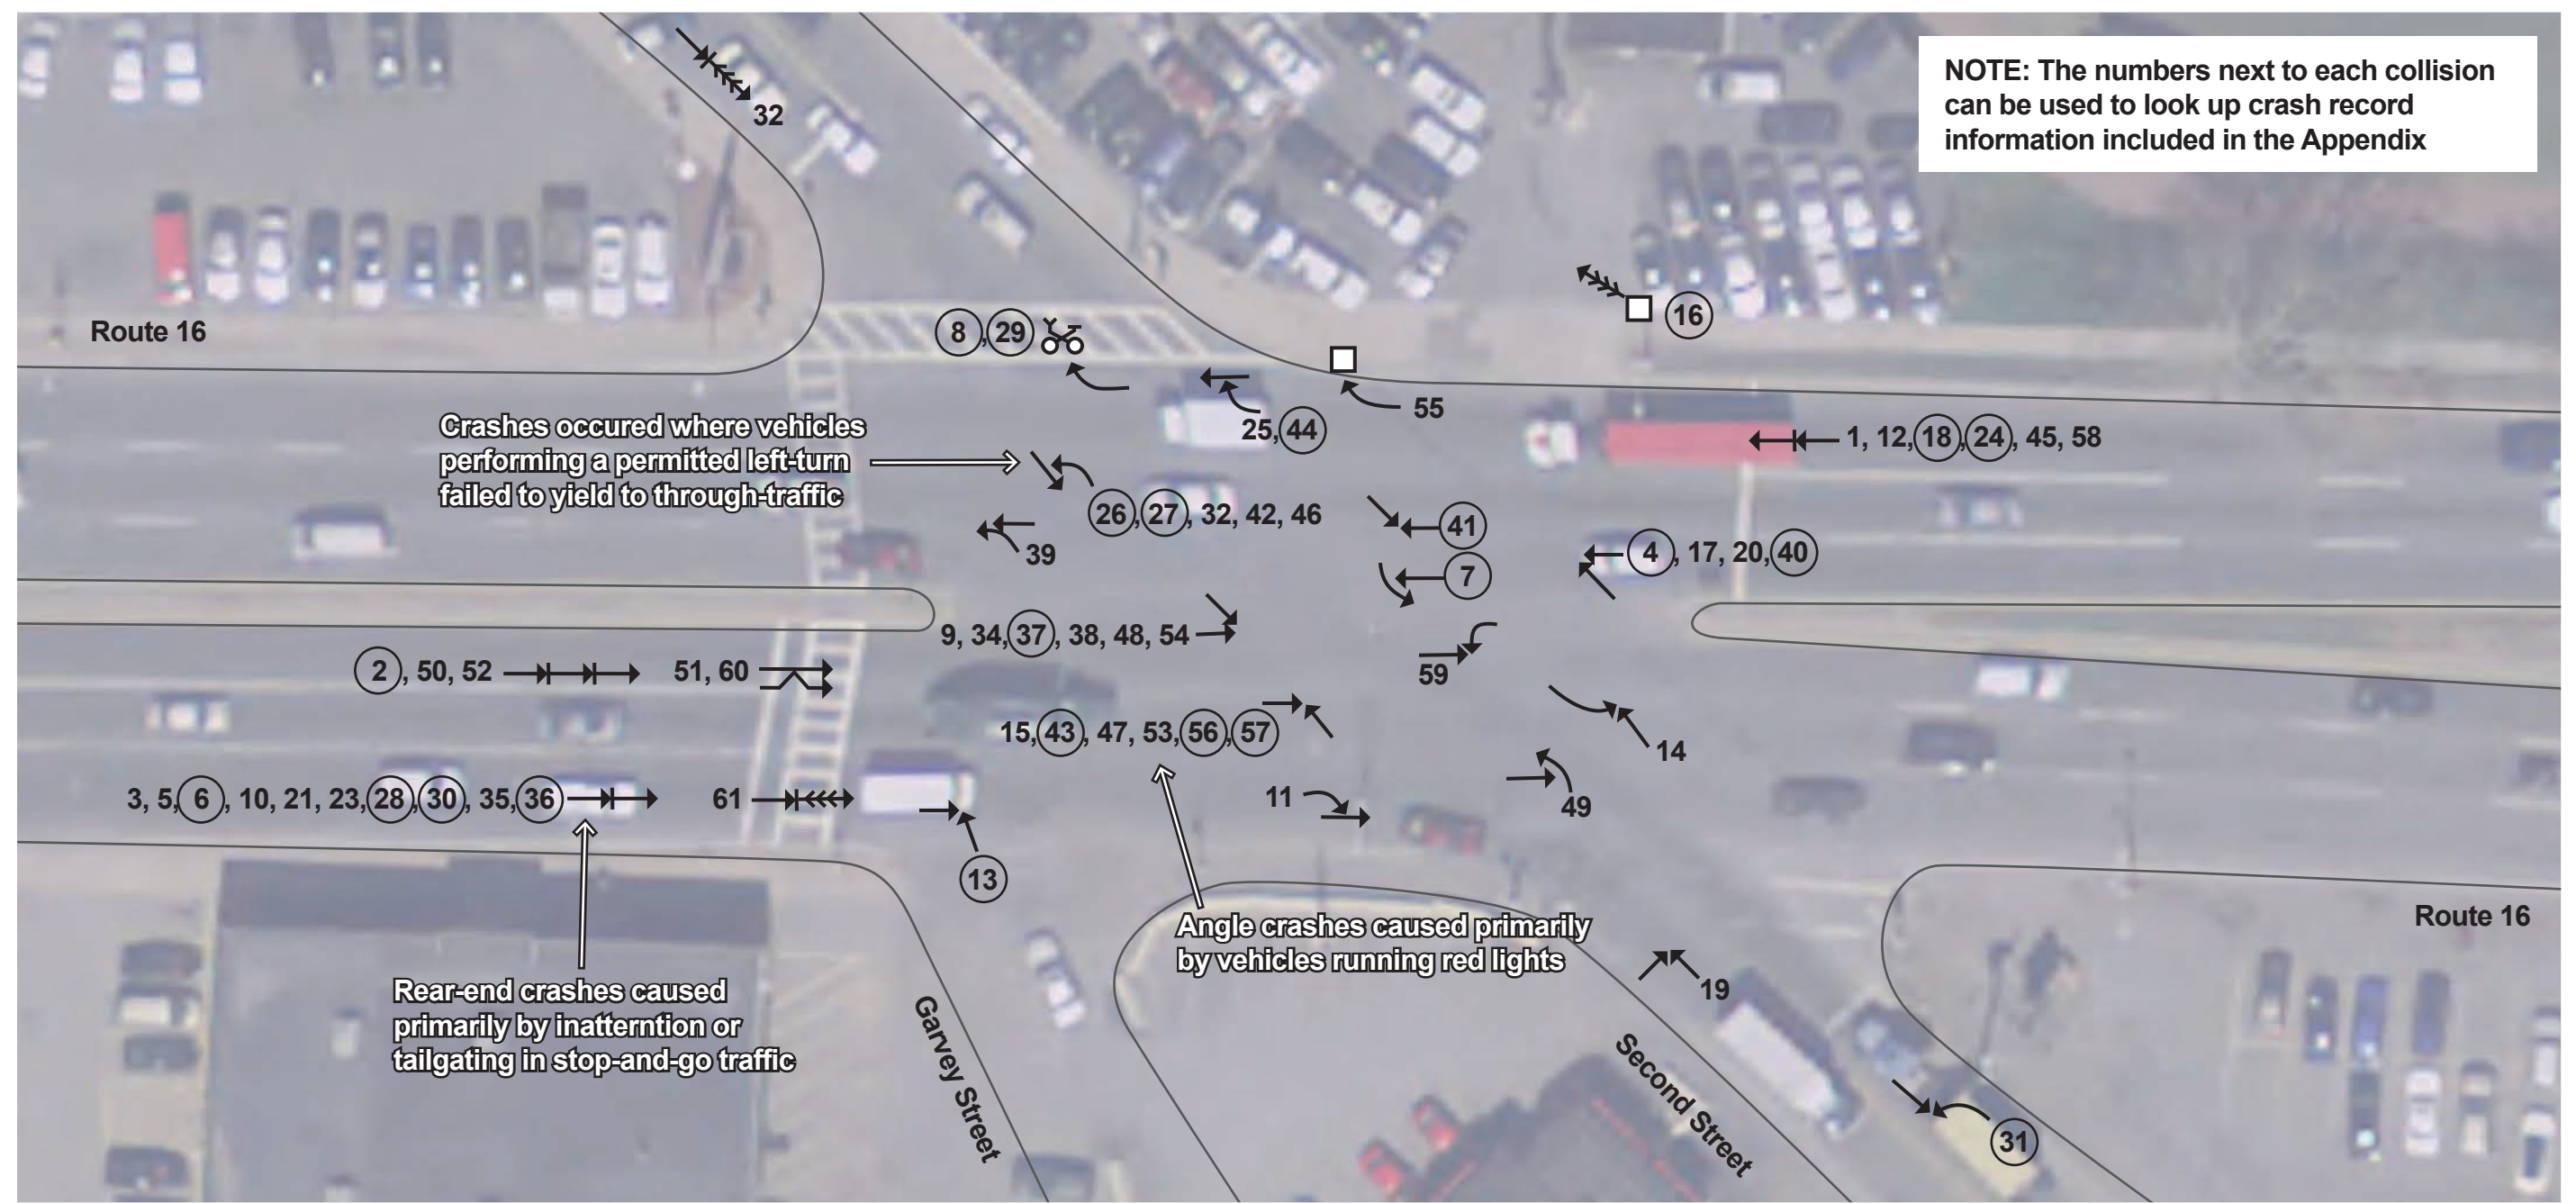 NOTE: The numbers next to each collision
can be used to look up crash record
information included in the Appendix
32
16
Route 16
8, 29
55
25, 44
1, 12, 18, 24, 45, 58
Crashes occured where vehicles
performing a permitted left-turn
failed to yield to through-traffic
26, 27, 32, 42, 46
41
39
4, 17, 20, 40
7
9, 34, 37, 38, 48, 54
59
2, 50, 52
51, 60
15, 43, 47, 53, 56, 57
14
3, 5, 6, 10, 21, 23, 28, 30, 35, 36
61
11
49
13
Angle crashes caused primarily
by vehicles running red lights
Route 16
Rear-end crashes caused
primarily by inatterntion or
tailgating in stop-and-go traffic
19
Garvey Street
Second Street
31